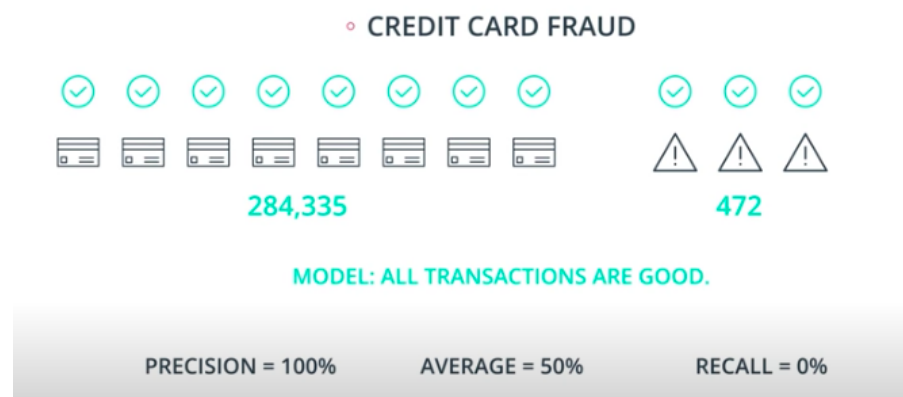 CREDIT CARD FRAUD
284,335
472
MODEL: ALL TRANSACTIONS ARE GOOD.
PRECISION = 100%
AVERAGE = 50%
RECALL = 0%